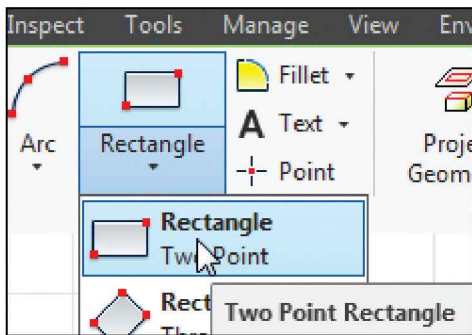 Inspect Tools Manage View Env
Arc
Rectangle
Fillet
A Text
Point
Proje
Geom
Rectangle
Two Point
Rect
Two Point Rectangle